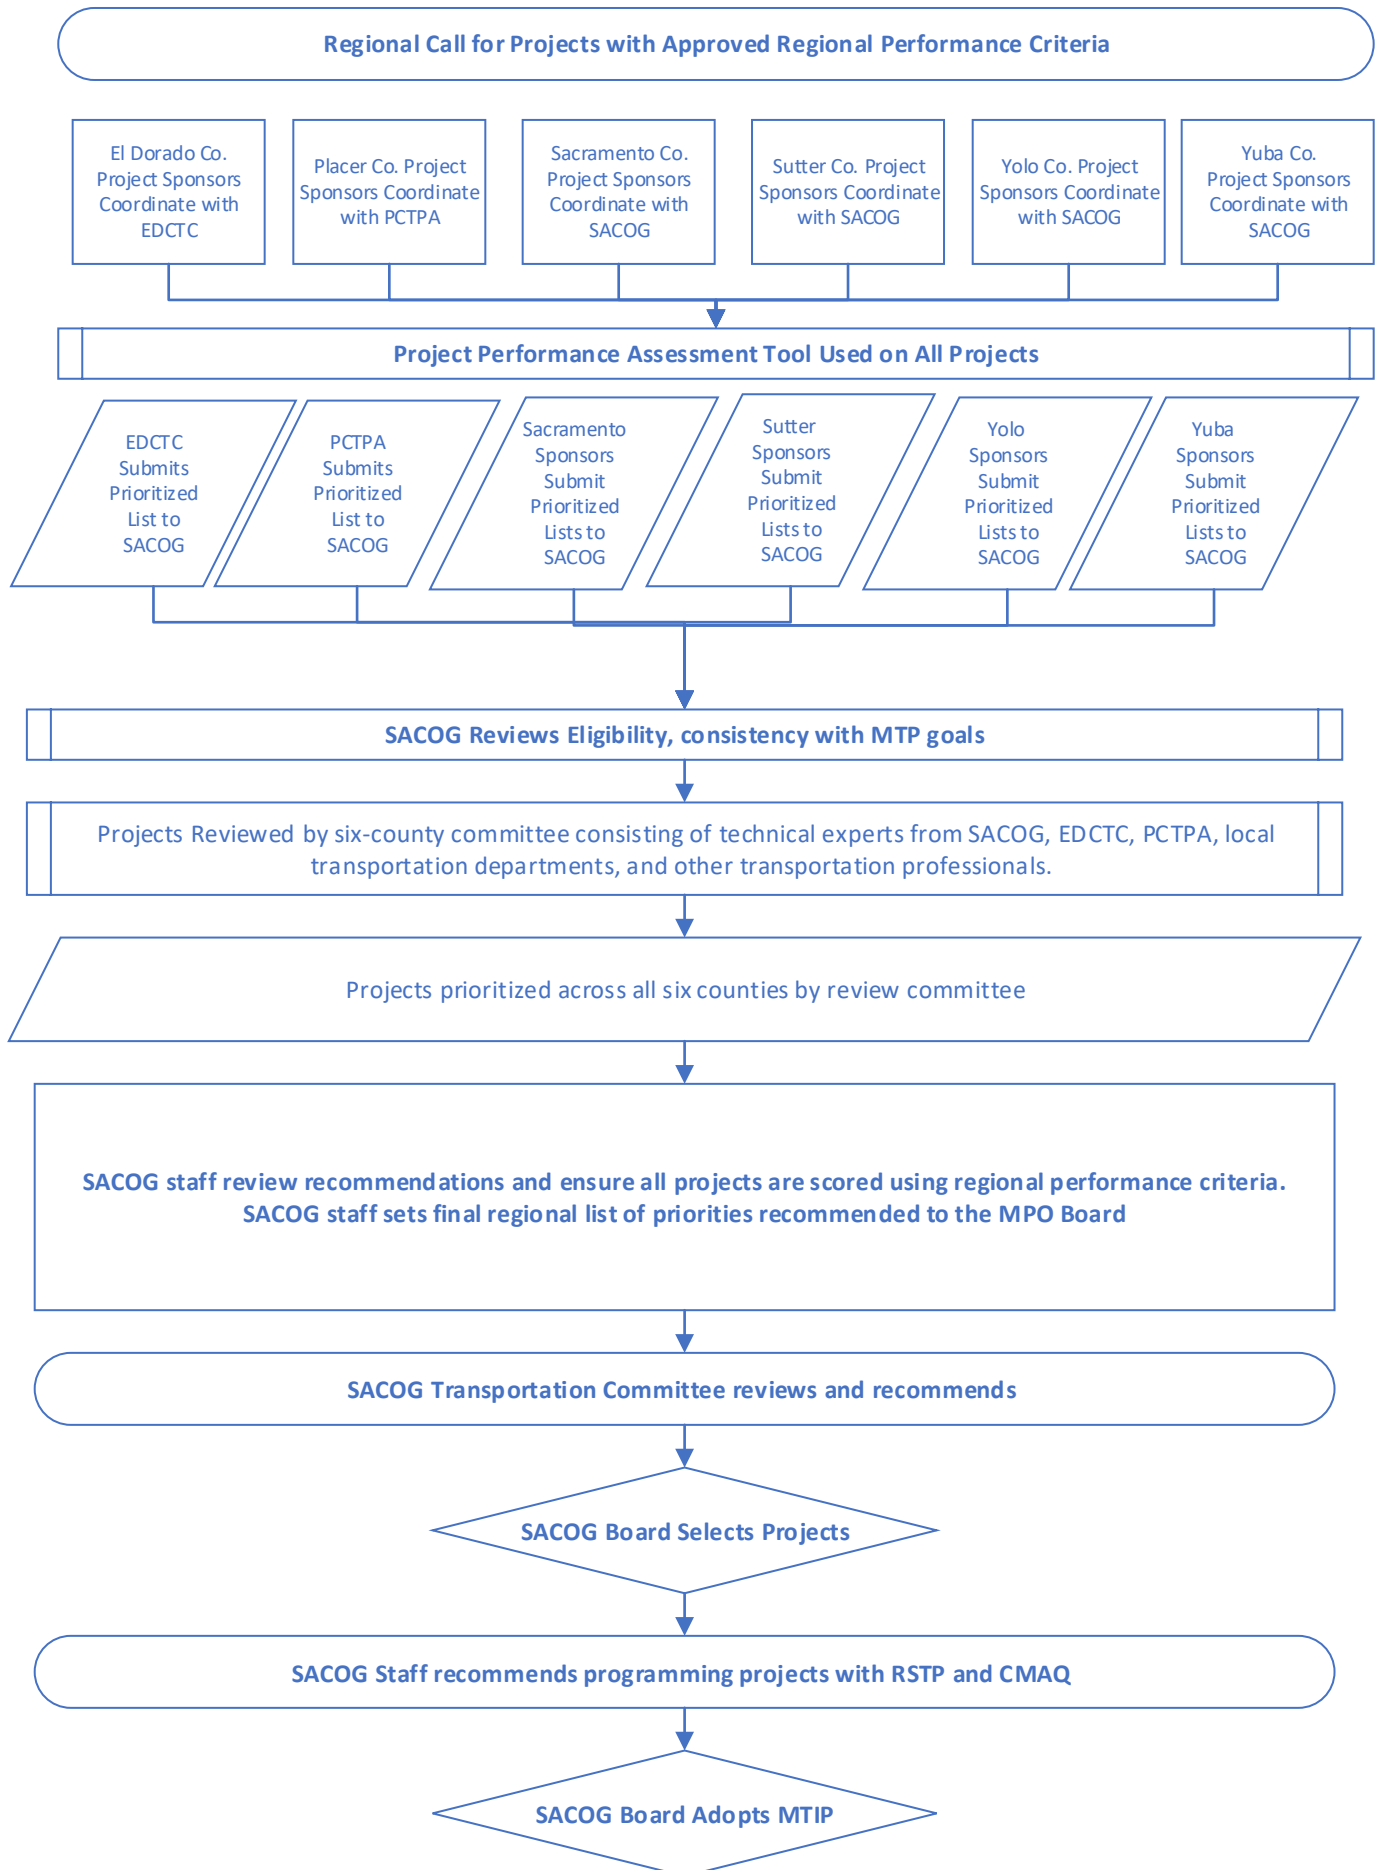 Regional Call for Projects with Approved Regional Performance Criteria
El Dorado Co.
Project Sponsors
Coordinate with
EDCTC
Placer Co. Project
Sponsors Coordinate
with PCTPA
Sacramento Co.
Project Sponsors
Coordinate with
SACOG
Sutter Co. Project
Sponsors Coordinate
with SACOG
Yolo Co. Project
Sponsors Coordinate
with SACOG
Yuba Co.
Project Sponsors
Coordinate with
SACOG
Project Performance Assessment Tool Used on All Projects
EDCTC
Submits
Prioritized
List to
SACOG
PCTPA
Submits
Prioritized
List to
SACOG
Sacramento
Sponsors
Submit
Prioritized
Lists to
SACOG
Sutter
Sponsors
Submit
Prioritized
Lists to
SACOG
Yolo
Sponsors
Submit
Prioritized
Lists to
SACOG
Yuba
Sponsors
Submit
Prioritized
Lists to
SACOG
SACOG Reviews Eligibility, consistency with MTP goals
Projects Reviewed by six-county committee consisting of technical experts from SACOG, EDCTC, PCTPA, local
transportation departments, and other transportation professionals.
Projects prioritized across all six counties by review committee
SACOG staff review recommendations and ensure all projects are scored using regional performance criteria.
SACOG staff sets final regional list of priorities recommended to the MPO Board
SACOG Transportation Committee reviews and recommends
SACOG Board Selects Projects
SACOG Staff recommends programming projects with RSTP and CMAQ
SACOG Board Adopts MTIP